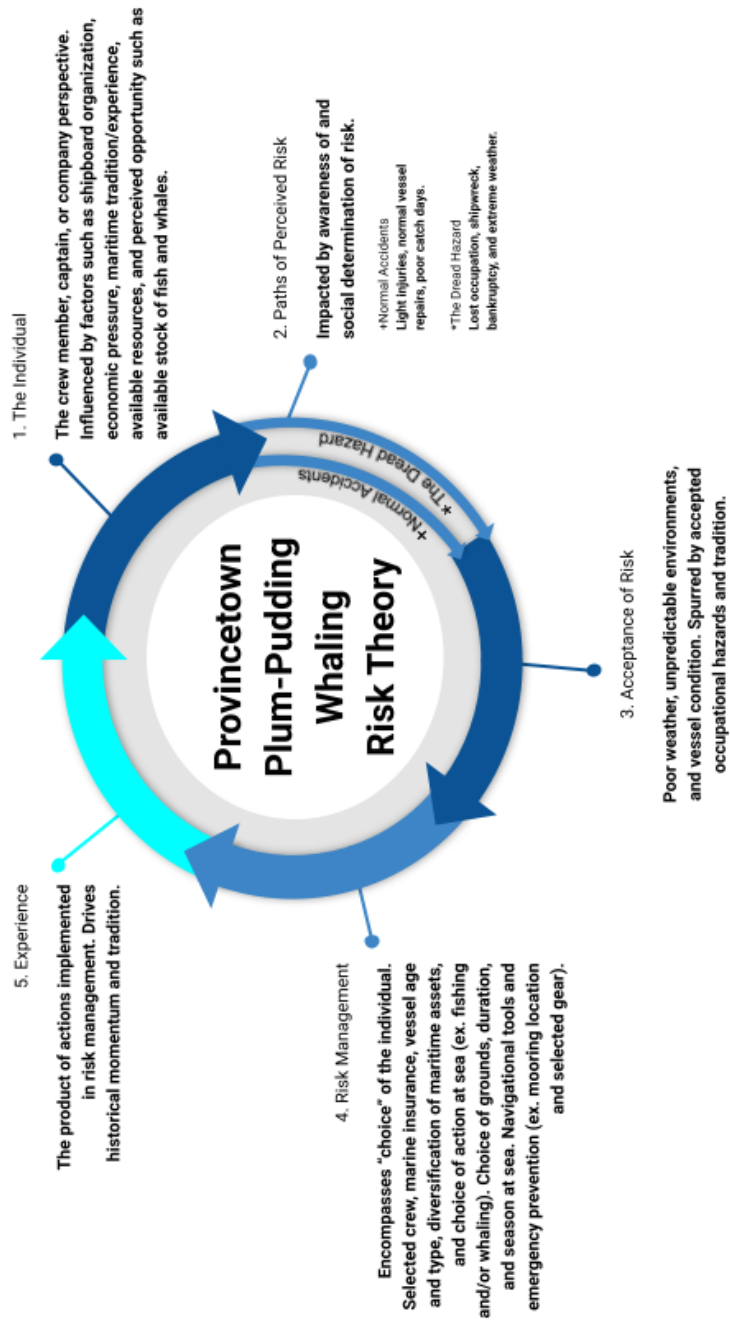 Provincetown
Plum-Pudding
Whaling
Risk Theory
1. The Individual
The crew member, captain, or company perspective.
Influenced by factors such as shipboard organization,
economic pressure, maritime tradition/experience,
available resources, and perceived opportunity such as
available stock of fish and whales.
2. Paths of Perceived Risk
Impacted by awareness of and
social determination of risk.
+Normal Accidents
Light injuries, normal vessel
repairs, poor catch days.
*The Dread Hazard
Lost occupation, shipwreck,
bankruptcy, and extreme weather.
+Normal Accidents
* The Dread Hazard
3. Acceptance of Risk
Poor weather, unpredictable environments,
and vessel condition. Spurred by accepted
occupational hazards and tradition.
4. Risk Management
Encompasses "choice" of the individual.
Selected crew, marine insurance, vessel age
and type, diversification of maritime assets,
and choice of action at sea (ex. fishing
and/or whaling). Choice of grounds, duration,
and season at sea. Navigational tools and
emergency prevention (ex. mooring location
and selected gear).
5. Experience
The product of actions implemented
in risk management. Drives
historical momentum and tradition.